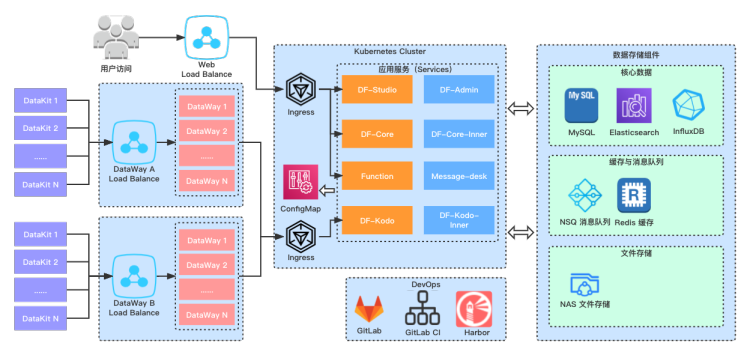 用户访问
Web
Load Balance
DataKit 1
DataKit 2
......
DataKit N
DataWay A
Load Balance
DataWay 1
DataWay 2
......
DataWay N
DataKit 1
DataKit 2
......
DataKit N
DataWay B
Load Balance
DataWay 1
DataWay 2
......
DataWay N
Kubernetes Cluster
Ingress
ConfigMap
Ingress
应用服务（Services）
DF-Studio
DF-Admin
DF-Core
DF-Core-Inner
Function
Message-desk
DF-Kodo
DF-Kodo-
Inner
DevOps
GitLab
GitLab CI
Harbor
数据存储组件
核心数据
My SQL
MySQL
Elasticsearch
InfluxDB
缓存与消息队列
R
NSQ 消息队列
Redis 缓存
文件存储
NAS 文件存储